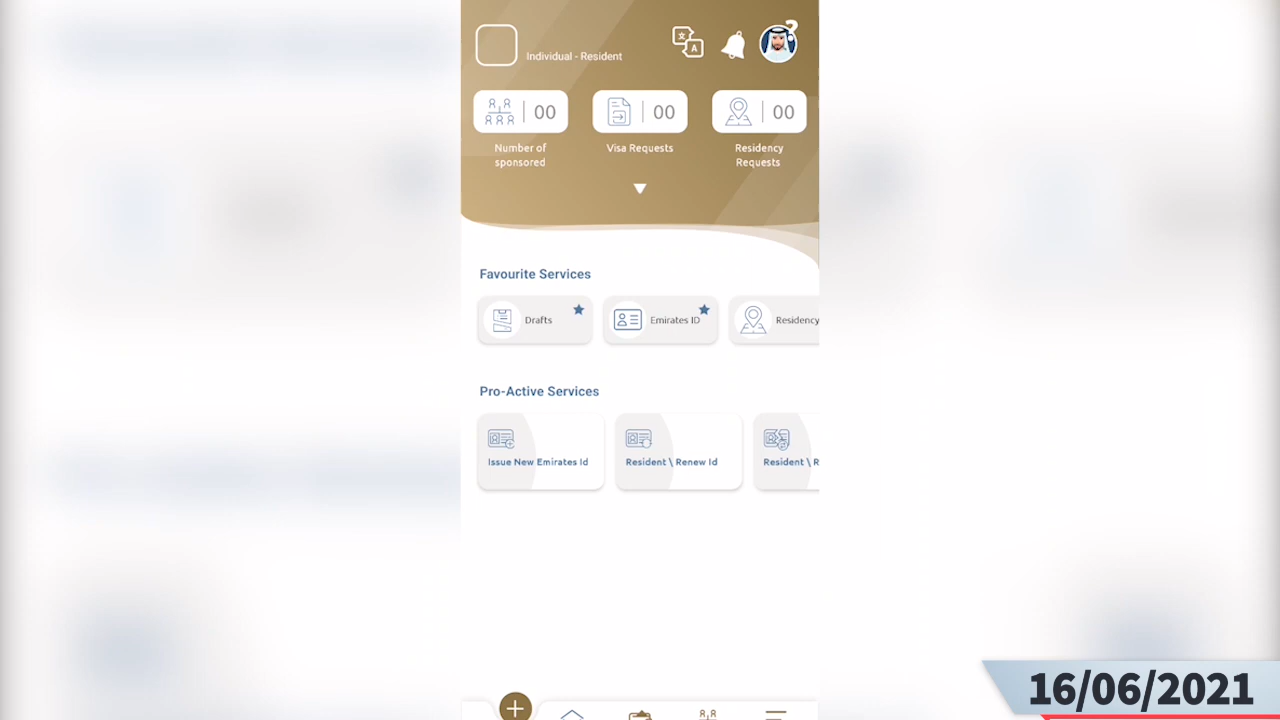 Individual - Resident
文 A
?
00
00
00
Number of
sponsored
Visa Requests
Residency
Requests
Favourite Services
Drafts
Emirates ID
Residency
Pro-Active Services
Issue New Emirates Id
Resident \ Renew Id
Resident \ R
16/06/2021